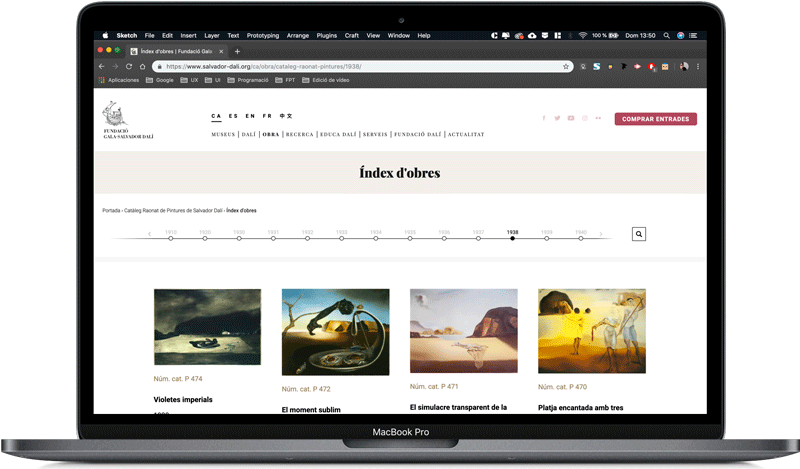 Sketch File Edit Insert Layer Text Prototyping Arrange Plugins Craft View Window Help 100 % Dom 13:50
Índex d'obres | Fundació Gala
https://www.salvador-dali.org/ca/obra/cataleg-raonat-pintures/1938/
Aplicaciones Google UX UI Programació FPT Edició de vídeo
FUNDACIÓ
GALA-SALVADOR DALÍ
CA ES EN FR 中文
COMPRAR ENTRADES
MUSEUS DALÍ OBRA RECERCA EDUCA DALÍ SERVEIS FUNDACIÓ DALÍ ACTUALITAT
Índex d'obres
Portada › Catàleg Raonat de Pintures de Salvador Dalí › Índex d'obres
1910 1920 1930 1931 1932 1933 1934 1935 1936 1937 1938 1939 1940
Núm. cat. P 474
Núm. cat. P 472
Núm. cat. P 471
Núm. cat. P 470
Violetes imperials
El moment sublim
El simulacre transparent de la
Platja encantada amb tres
MacBook Pro